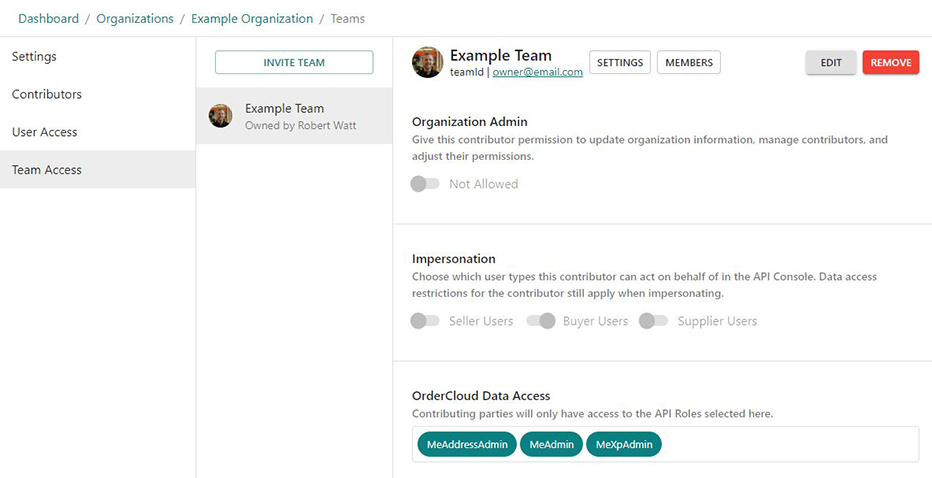 Dashboard / Organizations / Example Organization / Teams
Settings
Contributors
User Access
Team Access
INVITE TEAM
Example Team
Owned by Robert Watt
Example Team
teamId | owner@email.com
SETTINGS
MEMBERS
EDIT
REMOVE
Organization Admin
Give this contributor permission to update organization information, manage contributors, and
adjust their permissions.
Not Allowed
Impersonation
Choose which user types this contributor can act on behalf of in the API Console. Data access
restrictions for the contributor still apply when impersonating.
Seller Users Buyer Users Supplier Users
OrderCloud Data Access
Contributing parties will only have access to the API Roles selected here.
MeAddressAdmin MeAdmin MeXpAdmin